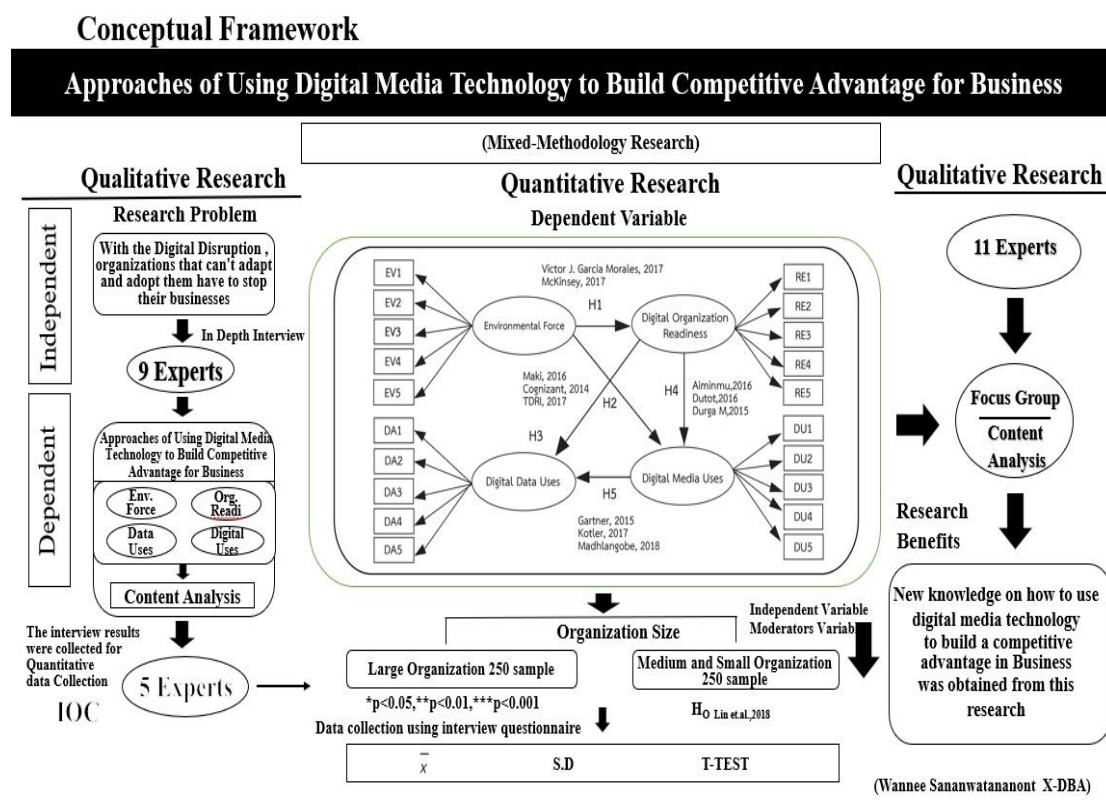 Conceptual Framework
Approaches of Using Digital Media Technology to Build Competitive Advantage for Business
(Mixed-Methodology Research)
Qualitative Research
Independent
Dependent
Research Problem
With the Digital Disruption ,
organizations that can't adapt
and adopt them have to stop
their businesses
In Depth Interview
9 Experts
Approaches of Using Digital Media
Technology to Build Competitive
Advantage for Business
Env.
Force
Org.
Readi
Data
Uses
Digital
Uses
Content Analysis
The interview results
were collected for
Quantitative
data Collection
IOC
5 Experts
Quantitative Research
Dependent Variable
EV1
EV2
EV3
EV4
EV5
Environmental Force
Victor J. Garcia Morales, 2017
McKinsey, 2017
H1
Digital Organization
Readiness
RE1
RE2
RE3
RE4
RE5
Maki, 2016
Cognizant, 2014
TDRI, 2017
H2
H4
Aiminmu,2016
Dutot,2016
Durga M,2015
H3
DA1
DA2
DA3
DA4
DA5
Digital Data Uses
H5
Digital Media Uses
DU1
DU2
DU3
DU4
DU5
Gartner, 2015
Kotler, 2017
Madhlangobe, 2018
Organization Size
Independent Variable
Moderators Variabl
Large Organization 250 sample
Medium and Small Organization
250 sample
*p<0.05,**p<0.01,***p<0.001
HO Lin et.al.,2018
Data collection using interview questionnaire
x̄
S.D
T-TEST
Qualitative Research
11 Experts
Focus Group
Content
Analysis
Research
Benefits
New knowledge on how to use
digital media technology
to build a competitive
advantage in Business
was obtained from this
research
(Wannee Sananwatananont X-DBA)